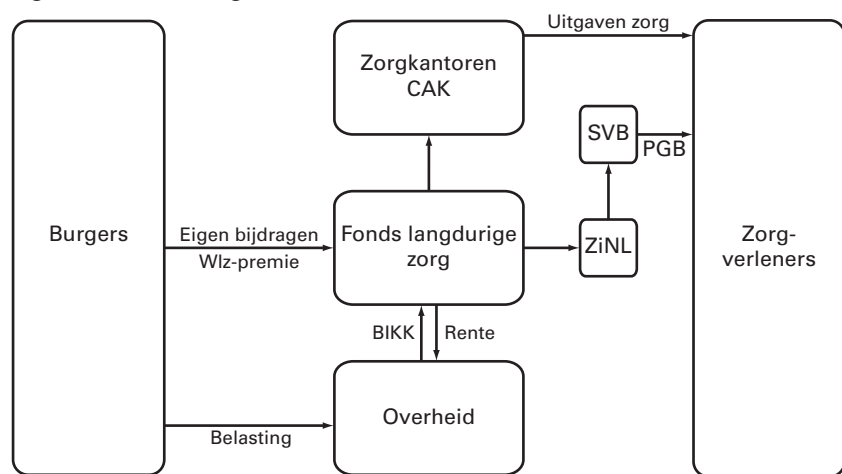 Uitgaven zorg
Zorgkantoren
CAK
SVB
PGB
Burgers
Eigen bijdragen
Wlz-premie
Fonds langdurige
zorg
ZiNL
Zorg-
verleners
BIKK
Rente
Overheid
Belasting